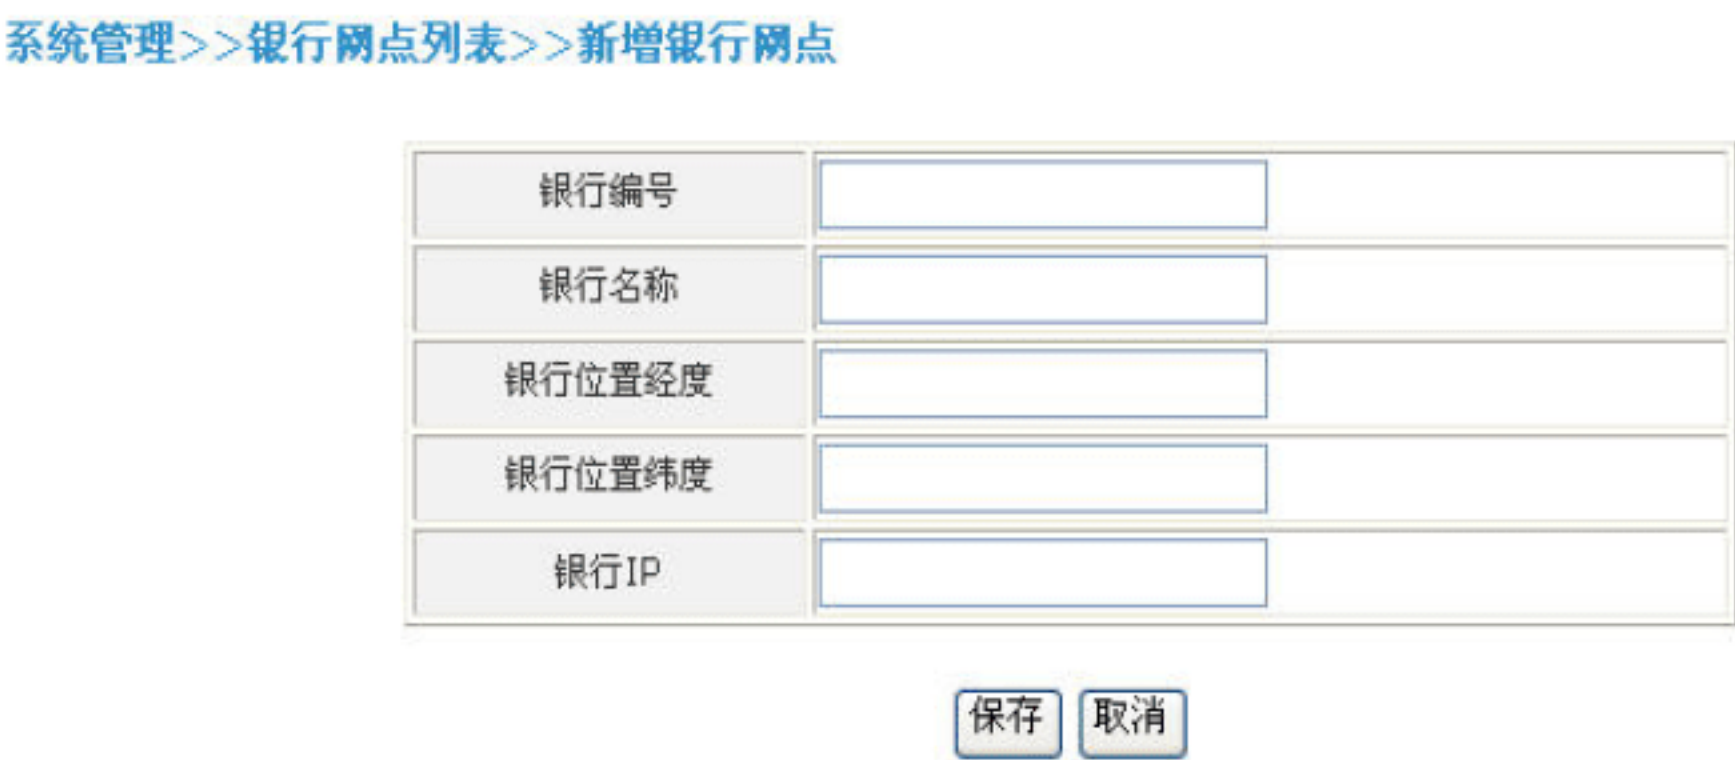 系统管理>>银行网点列表>>新增银行网点
银行编号
银行名称
银行位置经度
银行位置纬度
银行IP
保存 取消